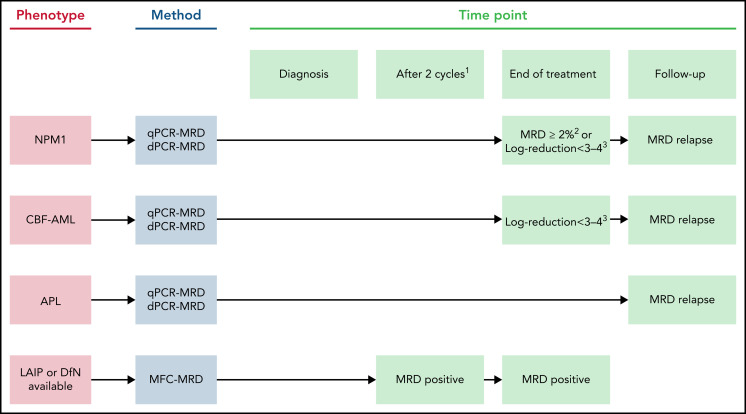 Phenotype
Method
Time point
Diagnosis
After 2 cycles¹
End of treatment
Follow-up
NPM1
qPCR-MRD
dPCR-MRD
MRD ≥ 2%² or
Log-reduction<3–4³
MRD relapse
CBF-AML
qPCR-MRD
dPCR-MRD
Log-reduction<3–4³
MRD relapse
APL
qPCR-MRD
dPCR-MRD
MRD relapse
LAIP or DfN
available
MFC-MRD
MRD positive
MRD positive